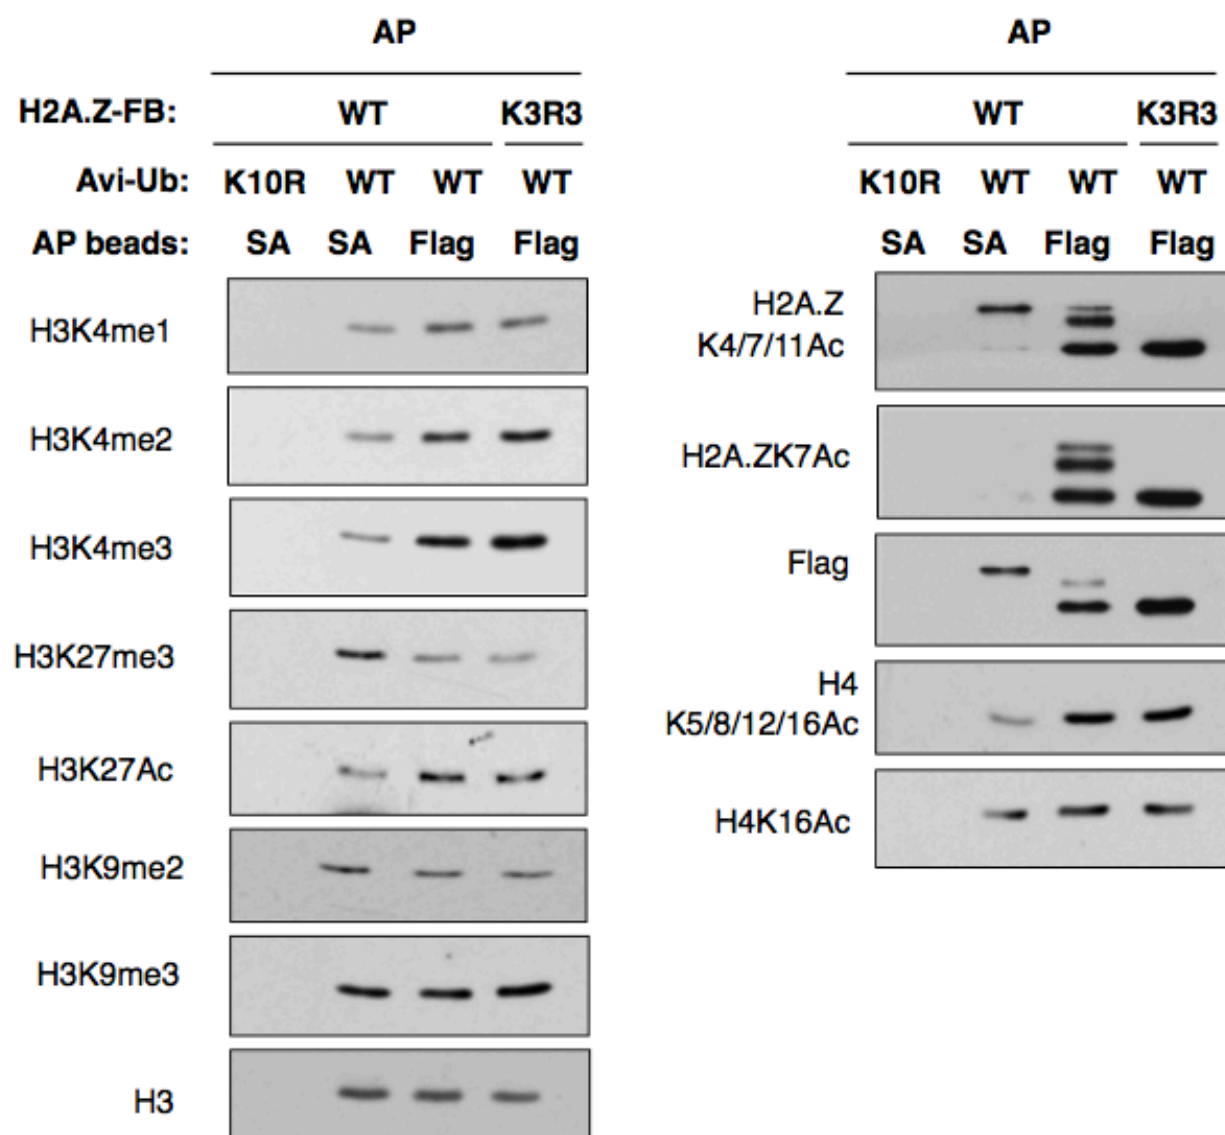 AP
H2A.Z-FB: WT K3R3
Avi-Ub: K10R WT WT WT
AP beads: SA SA Flag Flag
H3K4me1
H3K4me2
H3K4me3
H3K27me3
H3K27Ac
H3K9me2
H3K9me3
H3
AP
WT K3R3
K10R WT WT WT
SA SA Flag Flag
H2A.Z
K4/7/11Ac
H2A.ZK7Ac
Flag
H4
K5/8/12/16Ac
H4K16Ac